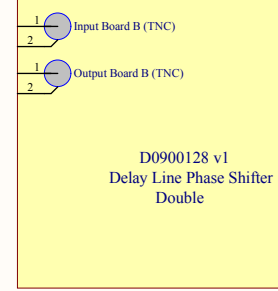 1
Input Board B (TNC)
2
1
Output Board B (TNC)
2
D0900128 v1
Delay Line Phase Shifter
Double